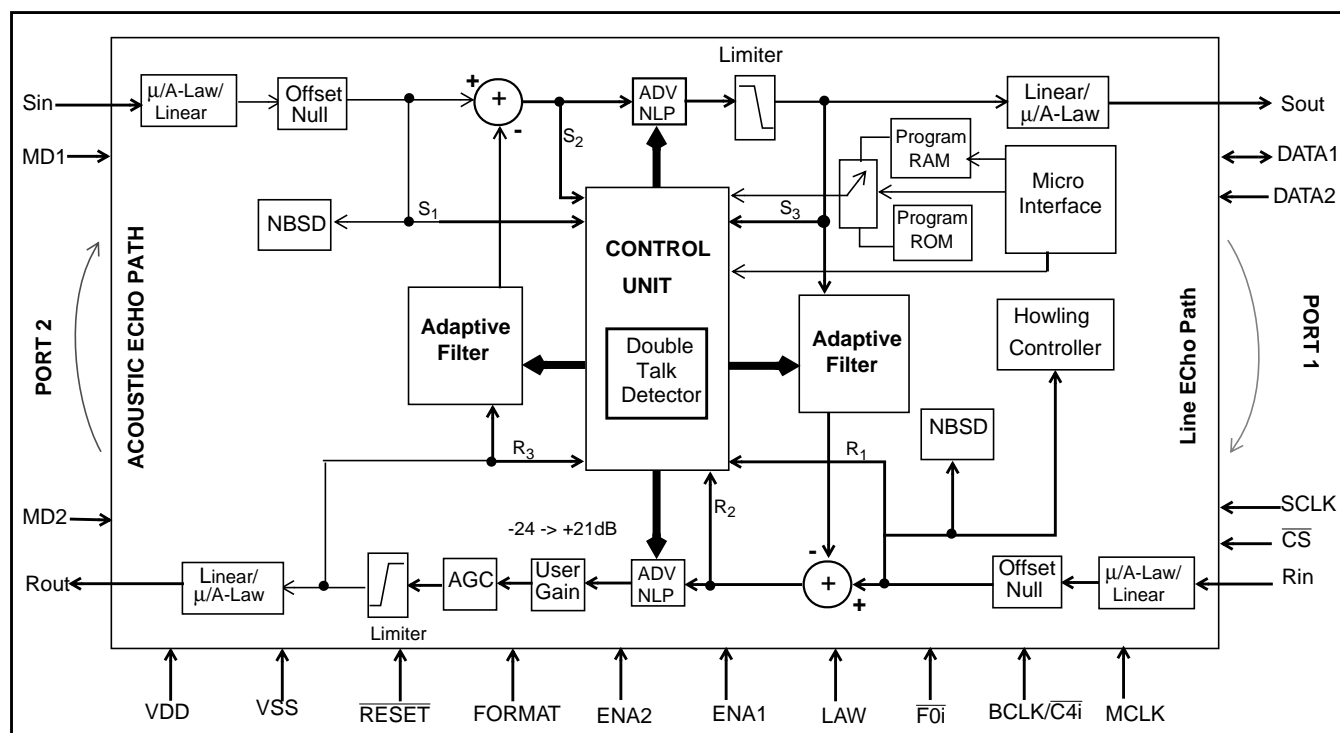 Limiter
Sin
μ/A-Law/
Linear
Offset
Null
+
+
-
ADV
NLP
Linear/
μ/A-Law
Sout
MD1
S2
Program
RAM
Micro
Interface
DATA1
DATA2
NBSD
S1
S3
Program
ROM
CONTROL
UNIT
PORT 2
ACOUSTIC ECHO PATH
Adaptive
Filter
Double
Talk
Detector
Adaptive
Filter
Howling
Controller
Line ECho Path
PORT 1
NBSD
R3
R1
R2
MD2
-24 -> +21dB
SCLK
CS
Rout
Linear/
μ/A-Law
Limiter
AGC
User
Gain
ADV
NLP
-
+
+
Offset
Null
μ/A-Law/
Linear
Rin
VDD
VSS
RESET
FORMAT
ENA2
ENA1
LAW
F0i
BCLK/C4i
MCLK